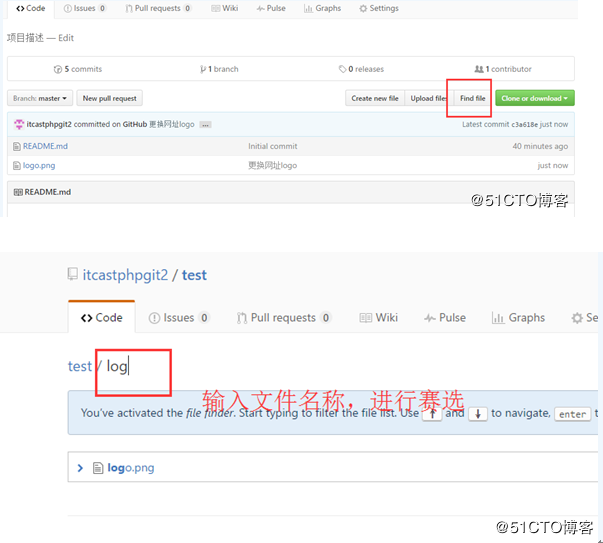 Code Issues 0 Pull requests 0 Wiki Pulse Graphs Settings
项目描述 — Edit
5 commits 1 branch 0 releases 1 contributor
Branch: master New pull request Create new file Upload files Find file Clone or download
itcastphpgit2 committed on GitHub 更换网址logo ... Latest commit c3a618e just now
README.md Initial commit 40 minutes ago
logo.png 更换网址logo just now
README.md
@51CTO博客
itcastphpgit2 / test
Code Issues 0 Pull requests 0 Wiki Pulse Graphs Se
test / log
输入文件名称，进行赛选
You've activated the file finder. Start typing to filter the file list. Use ↑ and ↓ to navigate, enter t
logo.png
@51CTO博客